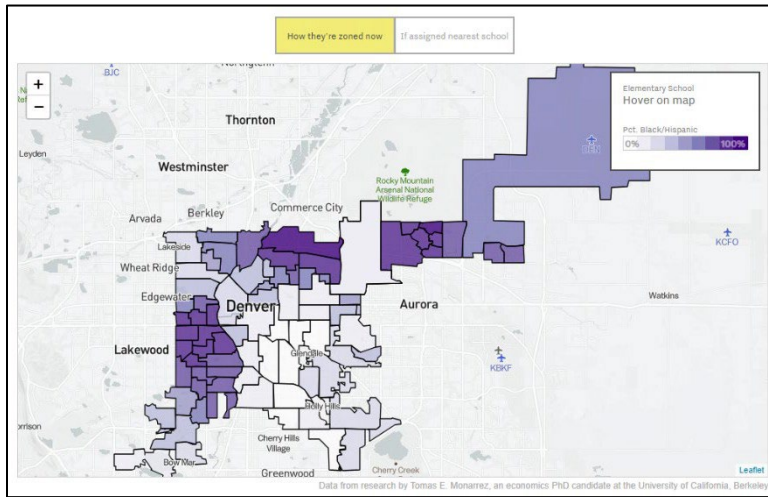 How they're zoned now
If assigned nearest school
+
−
BJC
Northglenn
Thornton
Leyden
Westminster
Elementary School
Hover on map
Pct. Black/Hispanic
0%
100%
DEN
Rocky Mountain
Arsenal National
Wildlife Refuge
Commerce City
Berkley
Arvada
Lakeside
KCFO
Wheat Ridge
Edgewater
Denver
Aurora
Watkins
Lakewood
Glendale
KBKF
Holly Hills
orrison
Cherry Hills
Village
Bow Mar
Greenwood
Cherry Creek
Leaflet
Data from research by Tomas E. Monarrez, an economics PhD candidate at the University of California, Berkeley